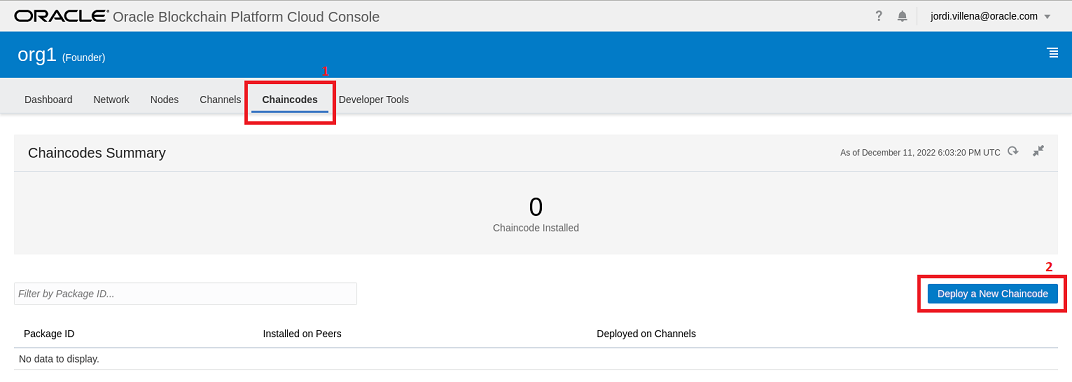 ORACLE® Oracle Blockchain Platform Cloud Console ? jordi.villena@oracle.com
org1 (Founder)
1
Dashboard Network Nodes Channels Chaincodes Developer Tools
Chaincodes Summary As of December 11, 2022 6:03:20 PM UTC
0
Chaincode Installed
2
Filter by Package ID... Deploy a New Chaincode
Package ID Installed on Peers Deployed on Channels
No data to display.